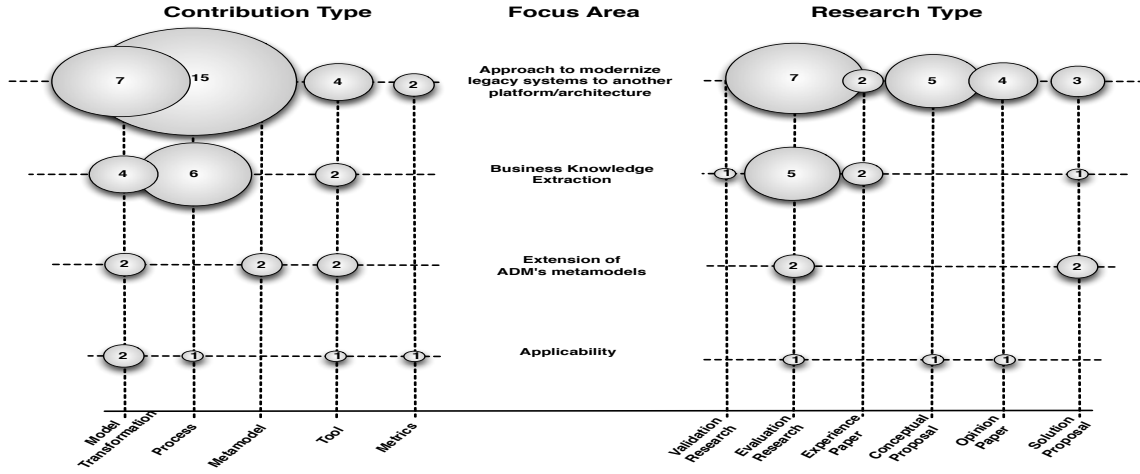 Contribution Type
Focus Area
Research Type
7
15
4
2
Approach to modernize
legacy systems to another
platform/architecture
7
2
5
4
3
4
6
2
Business Knowledge
Extraction
1
5
2
1
2
2
2
Extension of
ADM's metamodels
2
2
2
1
1
1
Applicability
1
1
1
Model
Transformation
Process
Metamodel
Tool
Metrics
Validation
Research
Evaluation
Research
Experience
Paper
Conceptual
Proposal
Opinion
Paper
Solution
Proposal